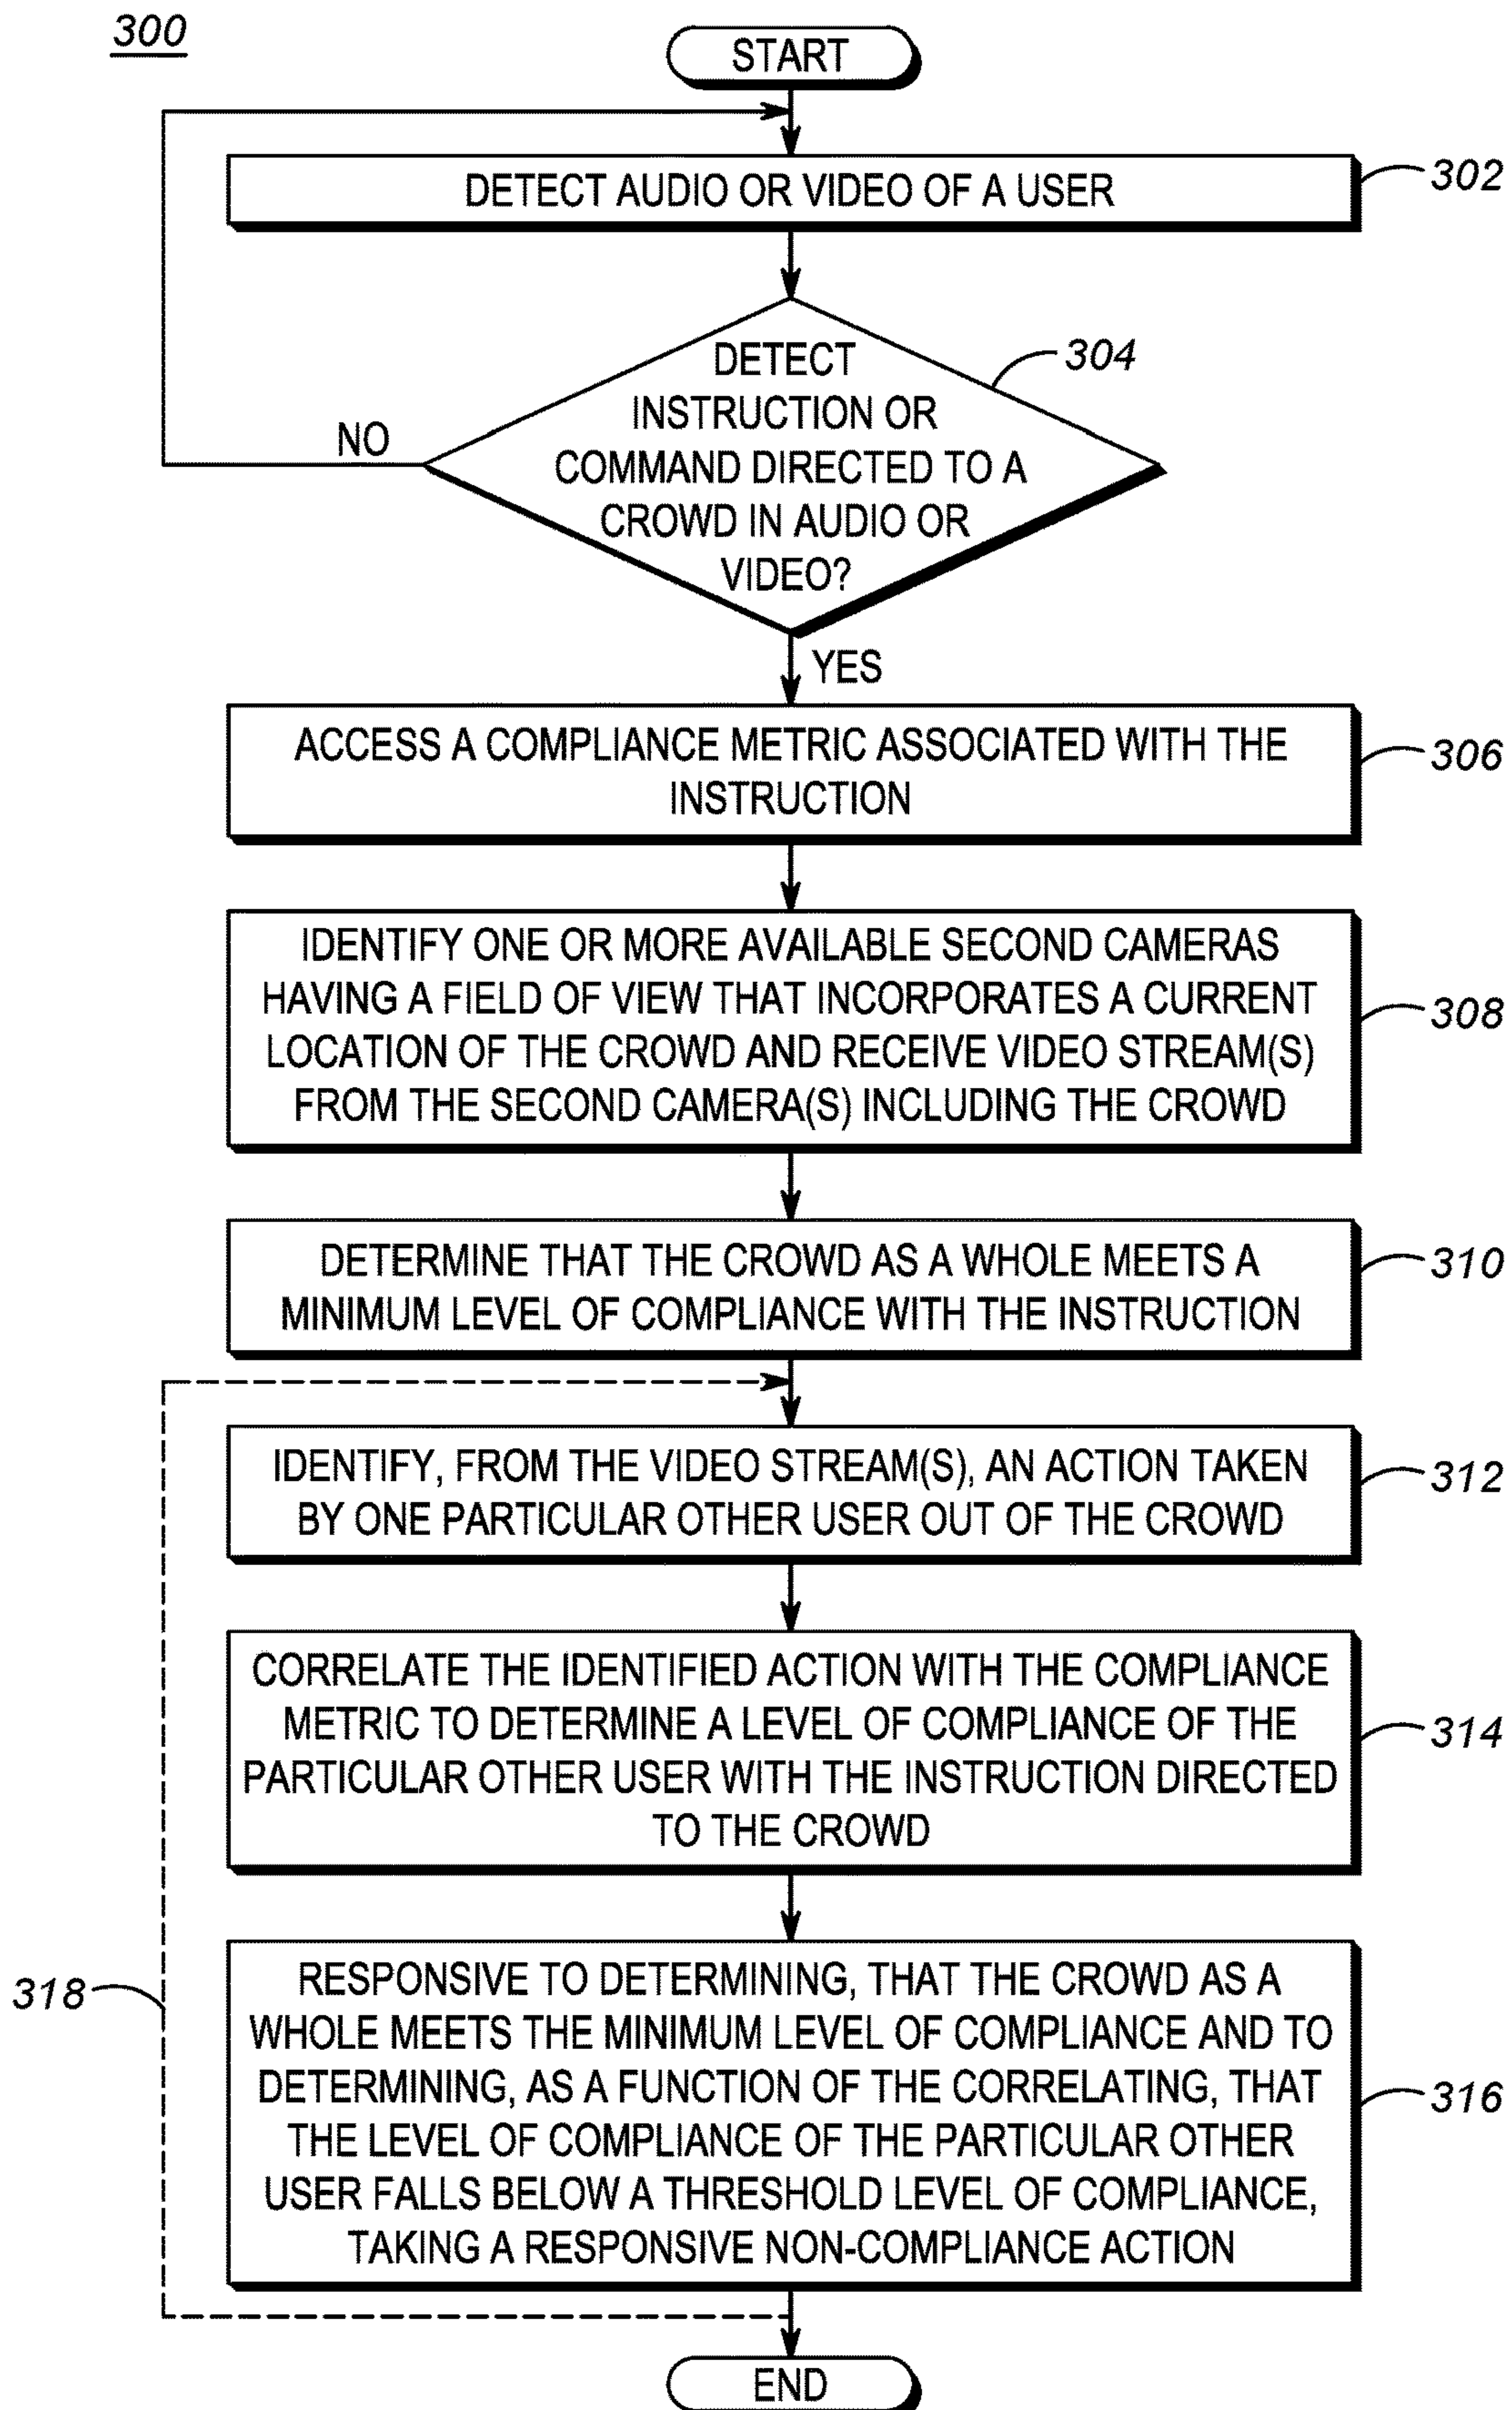 300
START
DETECT AUDIO OR VIDEO OF A USER
302
DETECT
INSTRUCTION OR
COMMAND DIRECTED TO A
CROWD IN AUDIO OR
VIDEO?
304
NO
YES
ACCESS A COMPLIANCE METRIC ASSOCIATED WITH THE
INSTRUCTION
306
IDENTIFY ONE OR MORE AVAILABLE SECOND CAMERAS
HAVING A FIELD OF VIEW THAT INCORPORATES A CURRENT
LOCATION OF THE CROWD AND RECEIVE VIDEO STREAM(S)
FROM THE SECOND CAMERA(S) INCLUDING THE CROWD
308
DETERMINE THAT THE CROWD AS A WHOLE MEETS A
MINIMUM LEVEL OF COMPLIANCE WITH THE INSTRUCTION
310
IDENTIFY, FROM THE VIDEO STREAM(S), AN ACTION TAKEN
BY ONE PARTICULAR OTHER USER OUT OF THE CROWD
312
CORRELATE THE IDENTIFIED ACTION WITH THE COMPLIANCE
METRIC TO DETERMINE A LEVEL OF COMPLIANCE OF THE
PARTICULAR OTHER USER WITH THE INSTRUCTION DIRECTED
TO THE CROWD
314
318
RESPONSIVE TO DETERMINING, THAT THE CROWD AS A
WHOLE MEETS THE MINIMUM LEVEL OF COMPLIANCE AND TO
DETERMINING, AS A FUNCTION OF THE CORRELATING, THAT
THE LEVEL OF COMPLIANCE OF THE PARTICULAR OTHER
USER FALLS BELOW A THRESHOLD LEVEL OF COMPLIANCE,
TAKING A RESPONSIVE NON-COMPLIANCE ACTION
316
END